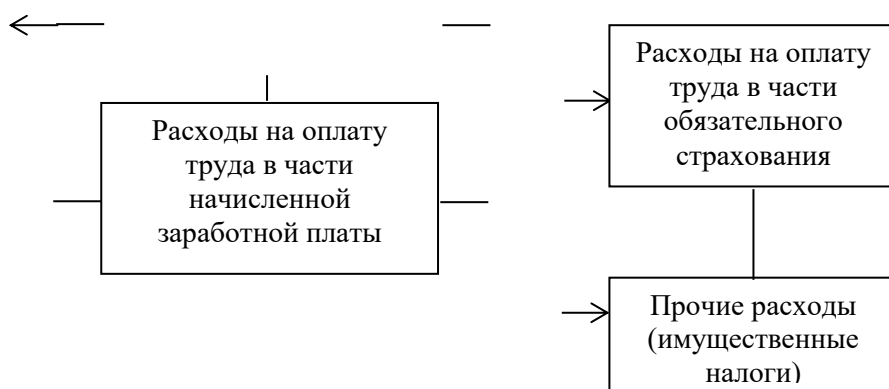 Расходы на оплату
труда в части
начисленной
заработной платы
Расходы на оплату
труда в части
обязательного
страхования
Прочие расходы
(имущественные
налоги)